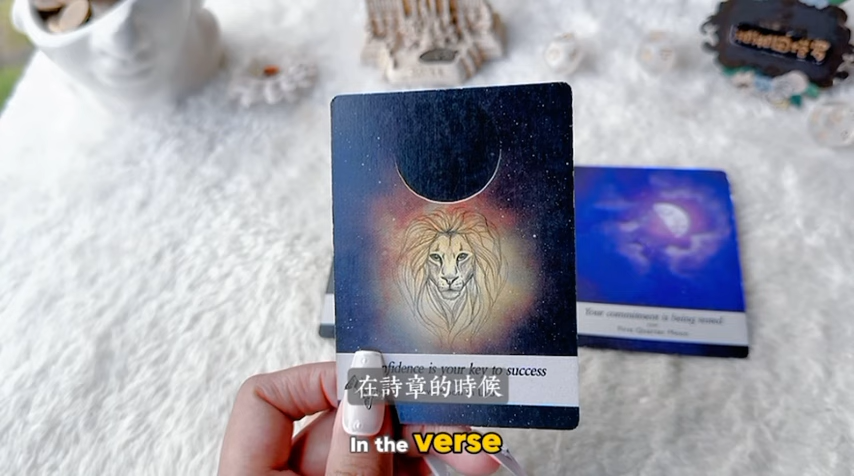 nfidence is your key to success
在詩章的時候
In the verse
Your commitment is being tested
First Quarter Moon